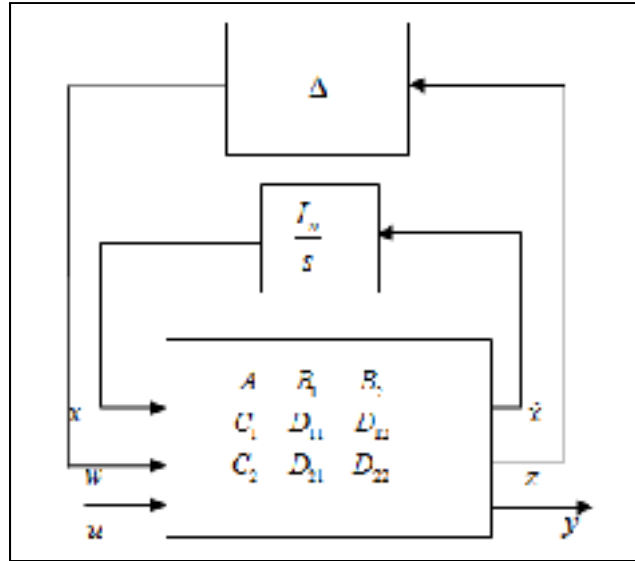 Δ
I_n
s
A B_1 B_2
x C_1 D_11 D_12 ẋ
C_2 D_21 D_22
w z
u y